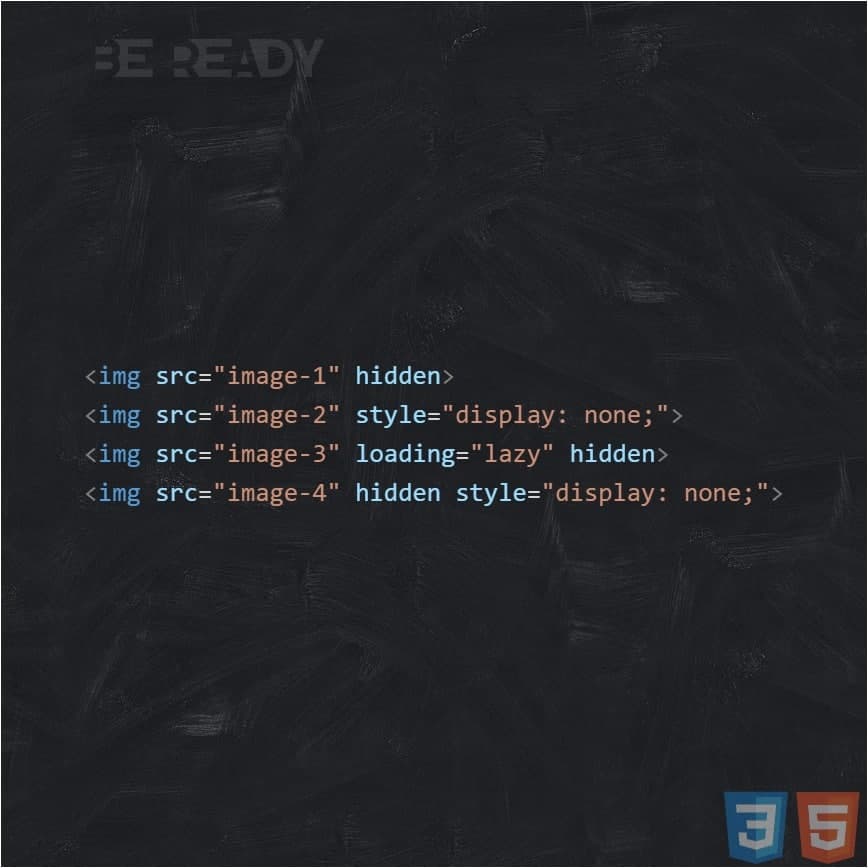 BE READY
<img src="image-1" hidden>
<img src="image-2" style="display: none;">
<img src="image-3" loading="lazy" hidden>
<img src="image-4" hidden style="display: none;">
3 5